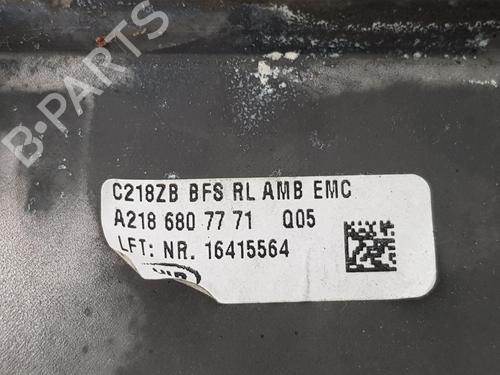 B-PARTS
C218ZB BFS RL AMB EMC
A218 680 77 71 Q05
LFT: NR. 16415564